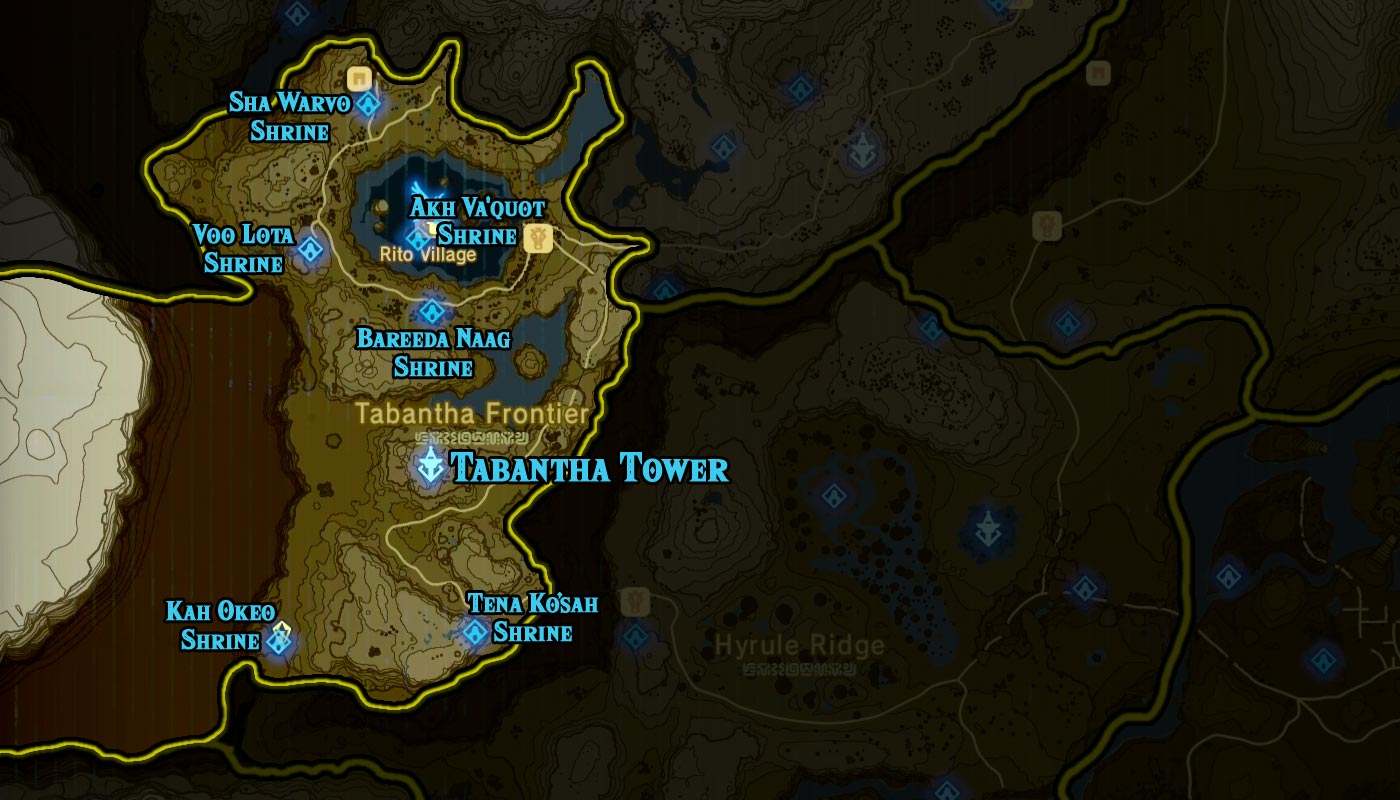 Sha Warvo
Shrine
Akh Va'quot
Shrine
Voo Lota
Shrine
Rito Village
Bareeda Naag
Shrine
Tabantha Frontier
Tabantha Tower
Kah Okeo
Shrine
Tena Ko'sah
Shrine
Hyrule Ridge